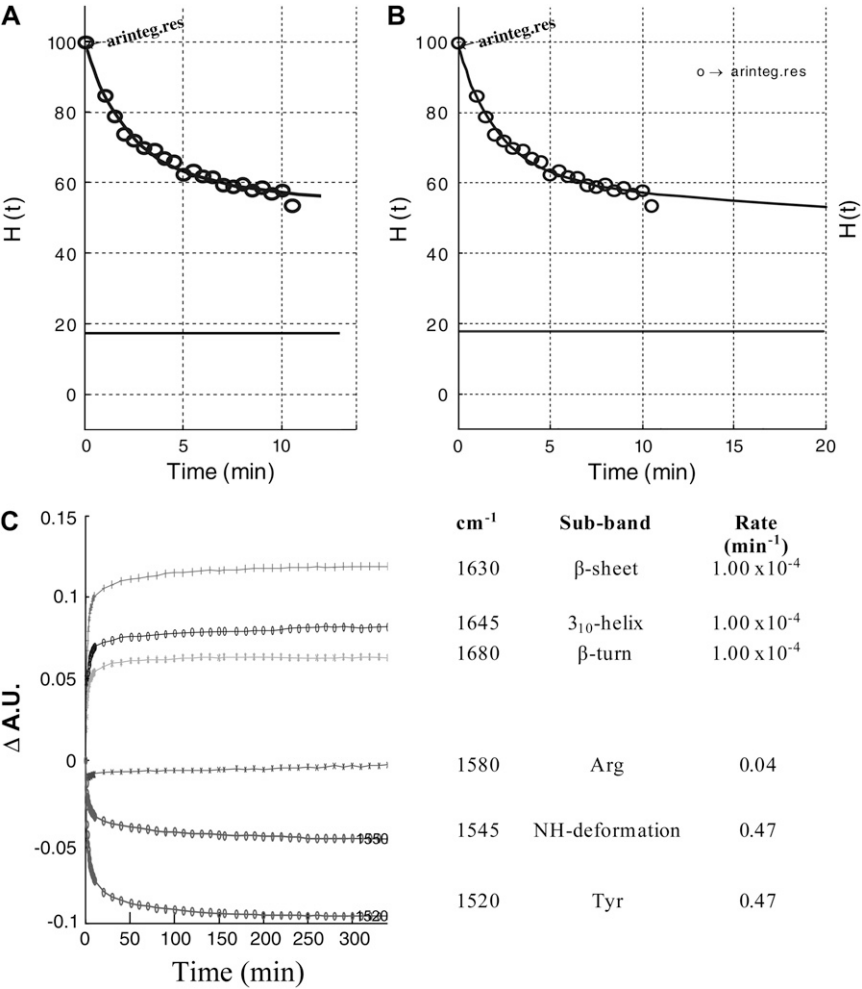 A
arinteg.res
100
80
60
40
20
0
H (t)
0 5 10
Time (min)
B
arinteg.res
o → arinteg.res
100
80
60
40
20
0
H (t)
H (t)
0 5 10 15 20
Time (min)
C
0.15
0.1
0.05
0
-0.05
-0.1
Δ A.U.
1550
1520
0 50 100 150 200 250 300
Time (min)
cm⁻¹ Sub-band Rate
(min⁻¹)
1630 β-sheet 1.00 x10⁻⁴
1645 3₁₀-helix 1.00 x10⁻⁴
1680 β-turn 1.00 x10⁻⁴
1580 Arg 0.04
1545 NH-deformation 0.47
1520 Tyr 0.47